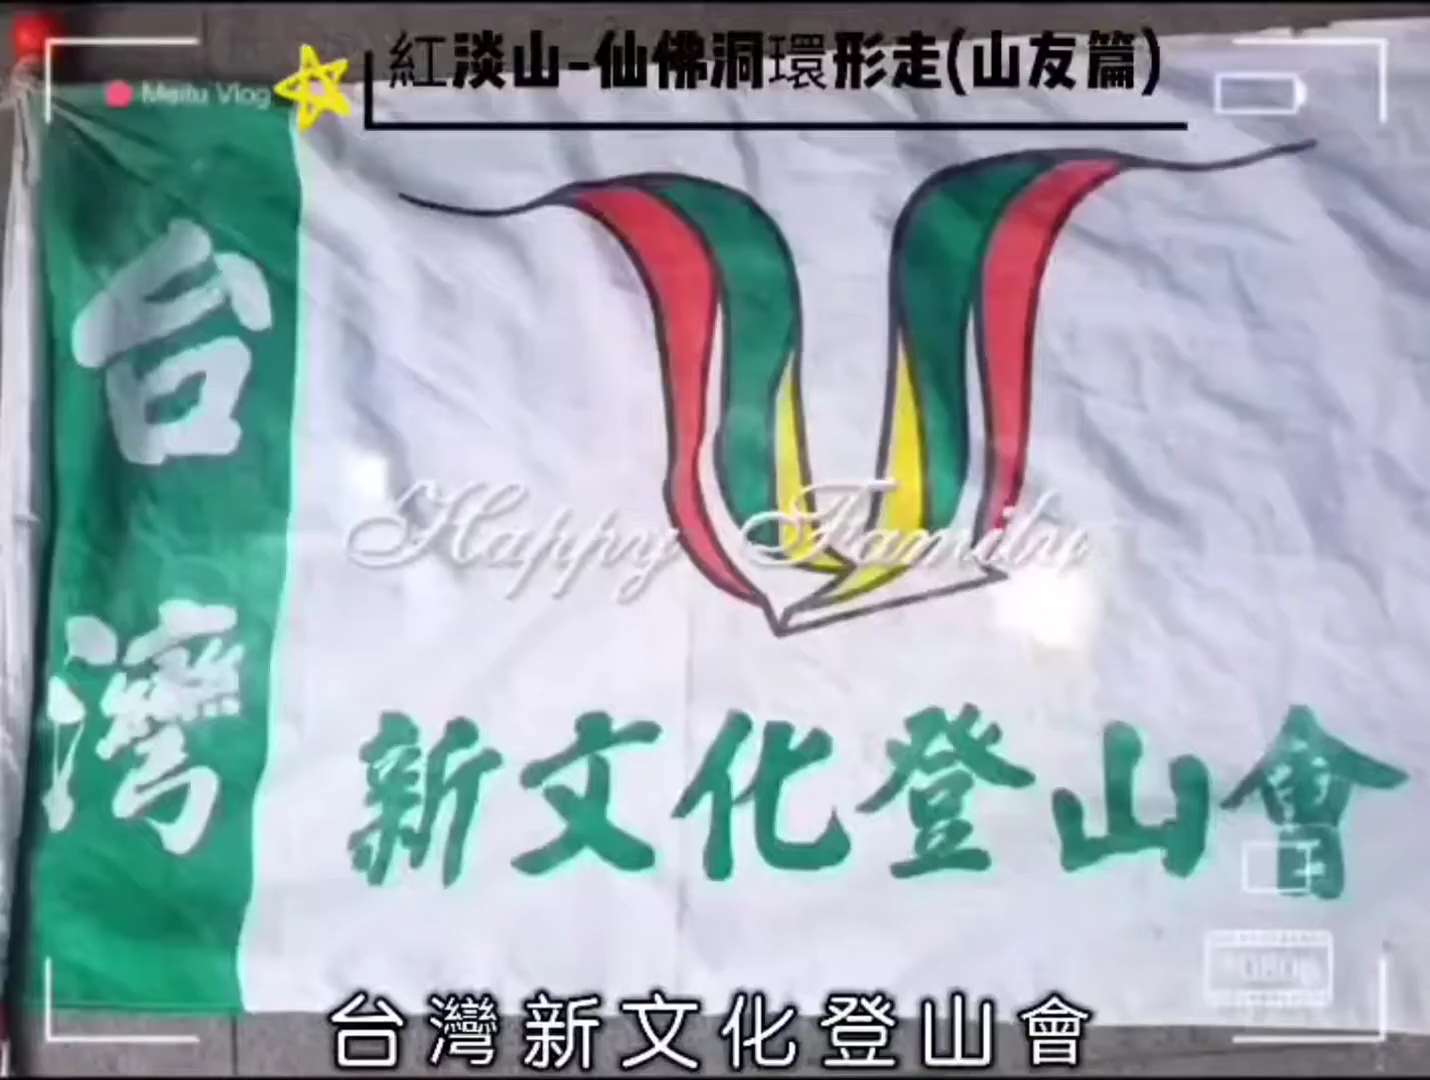 紅淡山-仙佛洞環形走(山友篇)
Meitu Vlog
台灣
Happy Family
新文化登山會
1080p
台灣新文化登山會